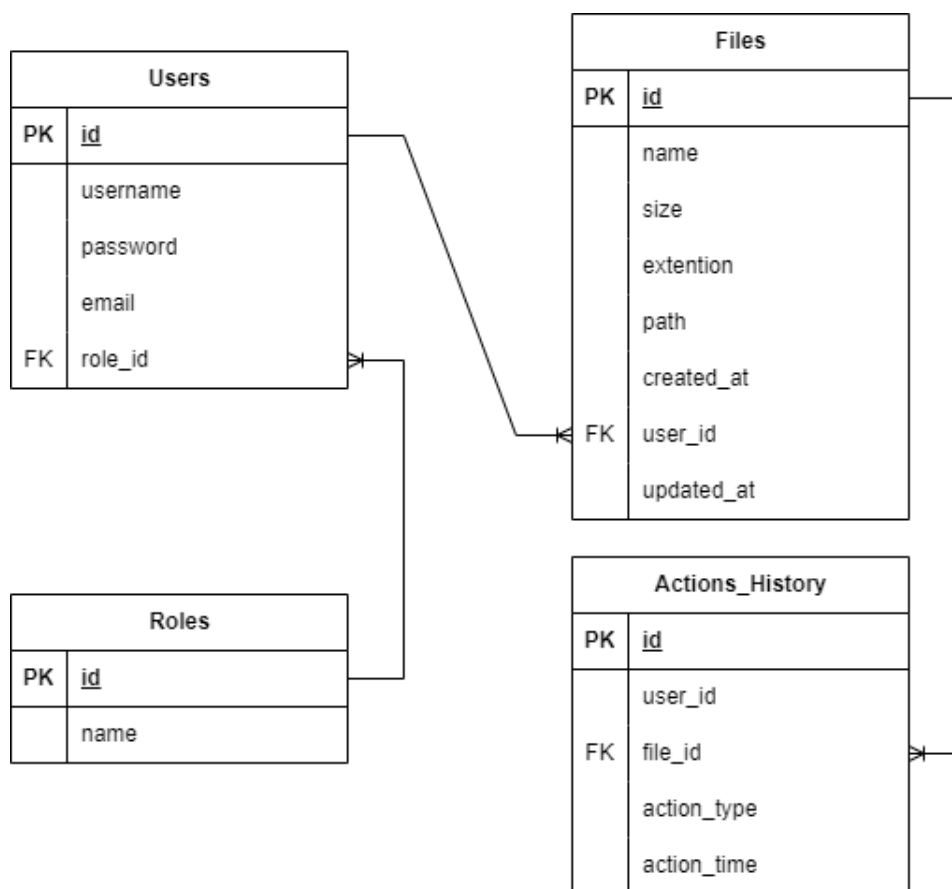 Users
PK id
username
password
email
FK role_id
Roles
PK id
name
Files
PK id
name
size
extention
path
created_at
FK user_id
updated_at
Actions_History
PK id
user_id
FK file_id
action_type
action_time